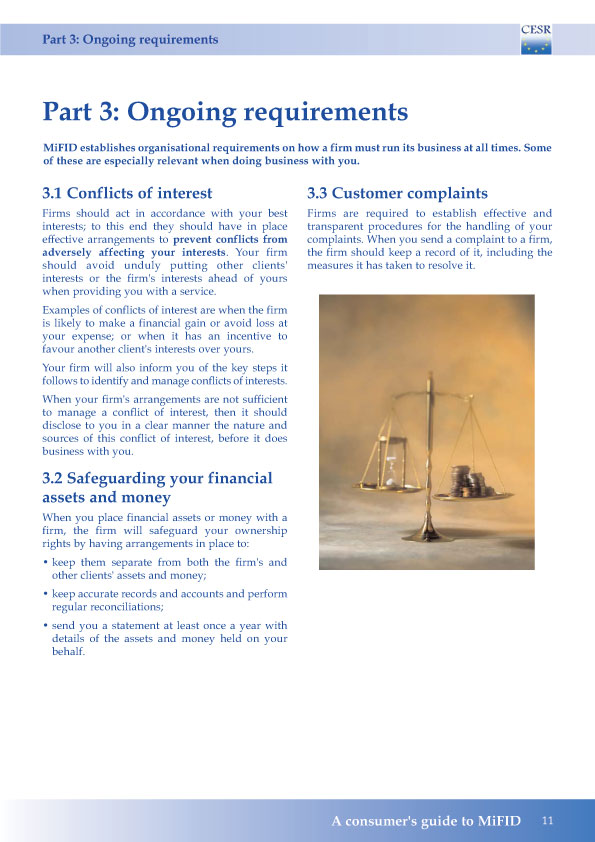 Part 3: Ongoing requirements
CESR
Part 3: Ongoing requirements
MiFID establishes organisational requirements on how a firm must run its business at all times. Some
of these are especially relevant when doing business with you.
3.1 Conflicts of interest
Firms should act in accordance with your best
interests; to this end they should have in place
effective arrangements to prevent conflicts from
adversely affecting your interests. Your firm
should avoid unduly putting other clients'
interests or the firm's interests ahead of yours
when providing you with a service.
Examples of conflicts of interest are when the firm
is likely to make a financial gain or avoid loss at
your expense; or when it has an incentive to
favour another client's interests over yours.
Your firm will also inform you of the key steps it
follows to identify and manage conflicts of interests.
When your firm's arrangements are not sufficient
to manage a conflict of interest, then it should
disclose to you in a clear manner the nature and
sources of this conflict of interest, before it does
business with you.
3.2 Safeguarding your financial
assets and money
When you place financial assets or money with a
firm, the firm will safeguard your ownership
rights by having arrangements in place to:
• keep them separate from both the firm's and
other clients' assets and money;
• keep accurate records and accounts and perform
regular reconciliations;
• send you a statement at least once a year with
details of the assets and money held on your
behalf.
3.3 Customer complaints
Firms are required to establish effective and
transparent procedures for the handling of your
complaints. When you send a complaint to a firm,
the firm should keep a record of it, including the
measures it has taken to resolve it.
A consumer's guide to MiFID 11